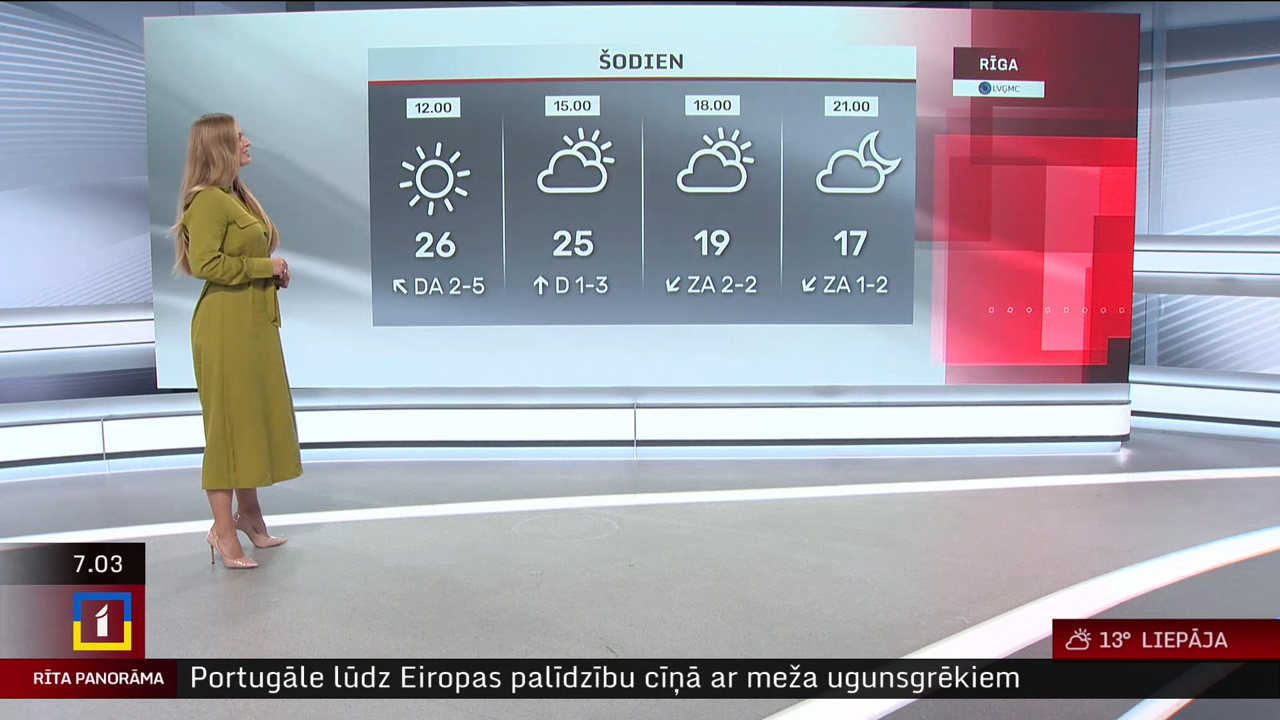 ŠODIEN
RĪGA
LVĢMC
12.00 15.00 18.00 21.00
26 25 19 17
DA 2-5 D 1-3 ZA 2-2 ZA 1-2
7.03
1
13° LIEPĀJA
RĪTA PANORĀMA
Portugāle lūdz Eiropas palīdzību cīņā ar meža ugunsgrēkiem